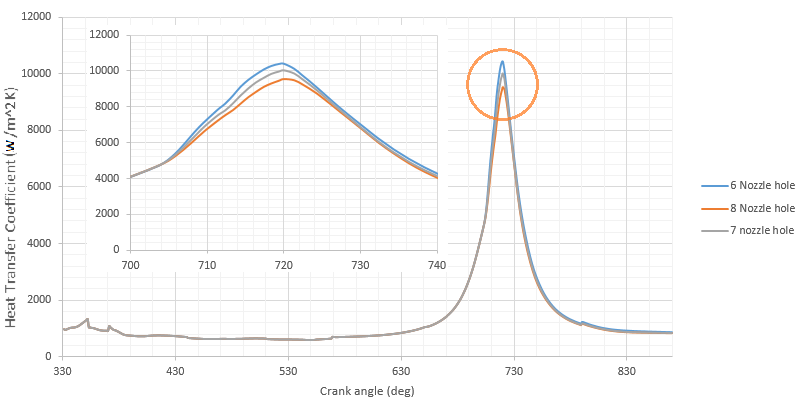 12000
10000
8000
6000
4000
2000
0
330 430 530 630 730 830
Heat Transfer Coefficient (w/m^2K)
Crank angle (deg)
12000
10000
8000
6000
4000
2000
0
700 710 720 730 740
6 Nozzle hole
8 Nozzle hole
7 nozzle hole